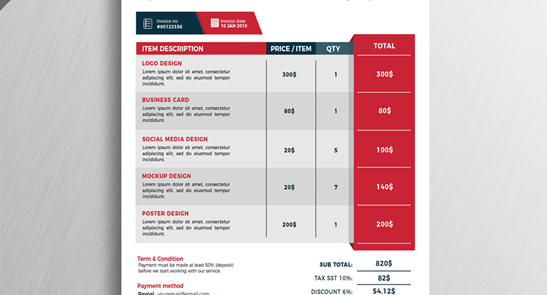 Invoice no
#00123356
Invoice date
10 JAN 2019
ITEM DESCRIPTION PRICE / ITEM QTY TOTAL
LOGO DESIGN
Lorem ipsum dolor sit amet, consectetur
adipiscing elit, sed do eiusmod tempor
incididunt.
300$ 1 300$
BUSINESS CARD
Lorem ipsum dolor sit amet, consectetur
adipiscing elit, sed do eiusmod tempor
incididunt.
80$ 1 80$
SOCIAL MEDIA DESIGN
Lorem ipsum dolor sit amet, consectetur
adipiscing elit, sed do eiusmod tempor
incididunt.
20$ 5 100$
MOCKUP DESIGN
Lorem ipsum dolor sit amet, consectetur
adipiscing elit, sed do eiusmod tempor
incididunt.
20$ 7 140$
POSTER DESIGN
Lorem ipsum dolor sit amet, consectetur
adipiscing elit, sed do eiusmod tempor
incididunt.
200$ 1 200$
Term & Condition
Payment must be made at least 50% (deposit)
before we start working with our service.
Payment method
Paypal youremail@email.com
SUB TOTAL: 820$
TAX SST 10%: 82$
DISCOUNT 6%: 54.12$